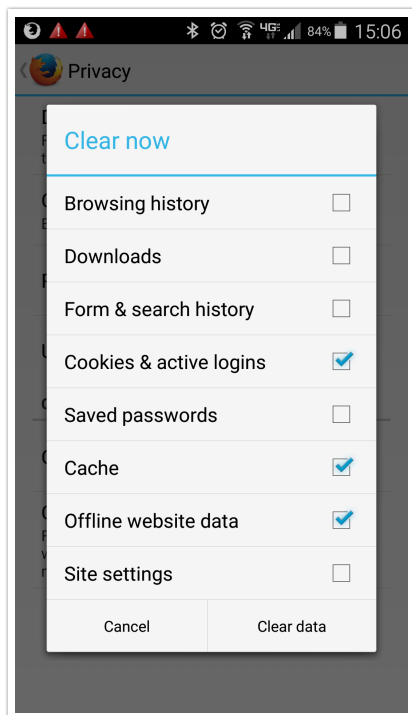 4G 84% 15:06
Privacy
Clear now
Browsing history
Downloads
Form & search history
Cookies & active logins
Saved passwords
Cache
Offline website data
Site settings
Cancel Clear data